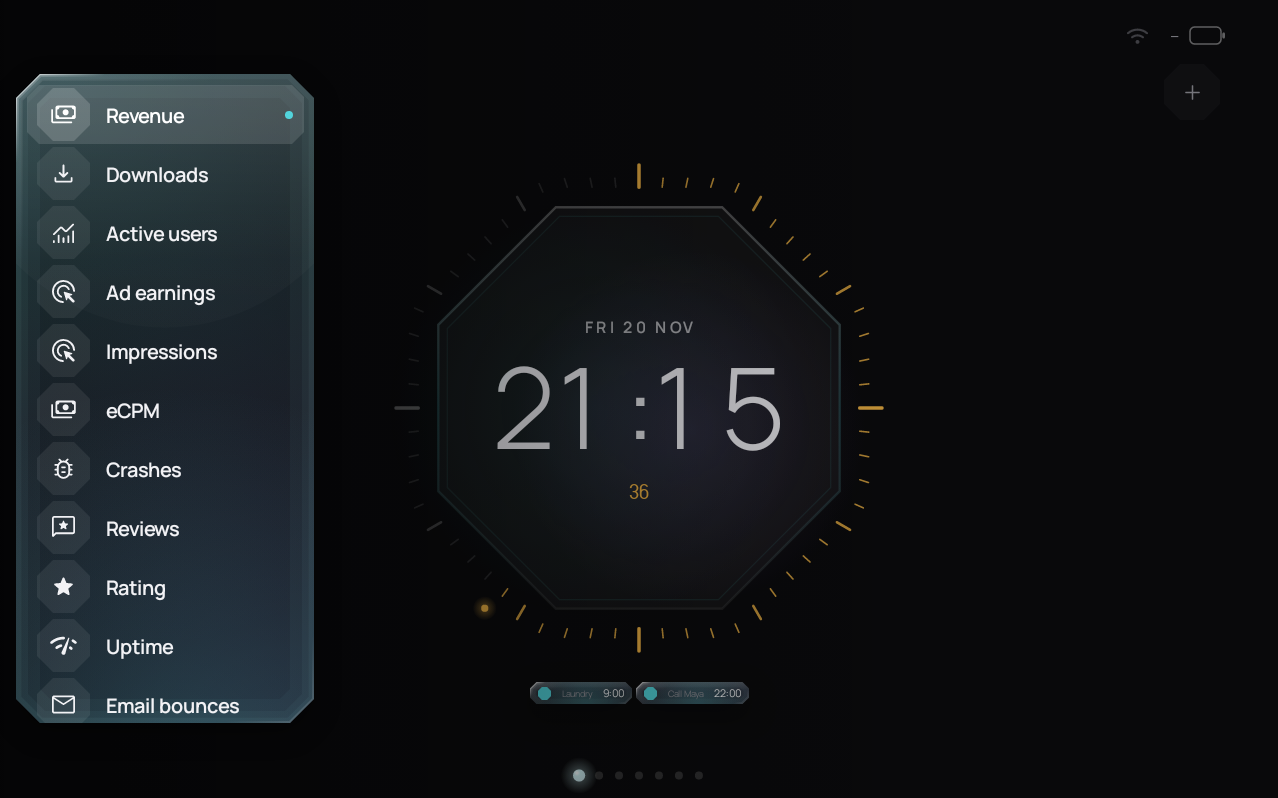 Revenue
Downloads
Active users
Ad earnings
Impressions
eCPM
Crashes
Reviews
Rating
Uptime
Email bounces
FRI 20 NOV
21:15
36
Laundry 9:00
Call Maya 22:00